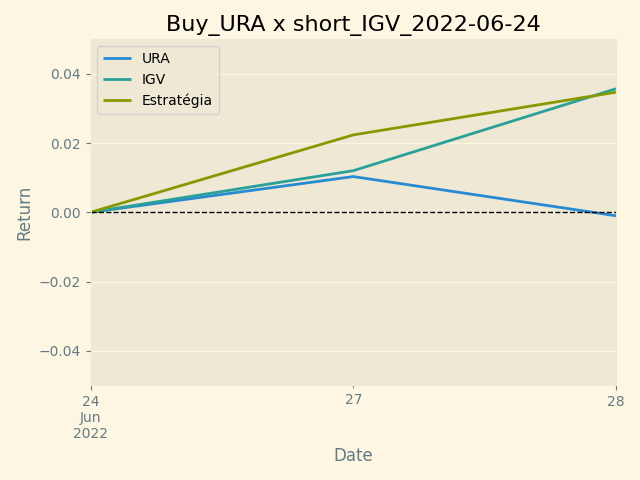 Buy_URA x short_IGV_2022-06-24
URA
IGV
Estratégia
0.04
0.02
0.00
−0.02
−0.04
Return
24
Jun
2022
27
28
Date